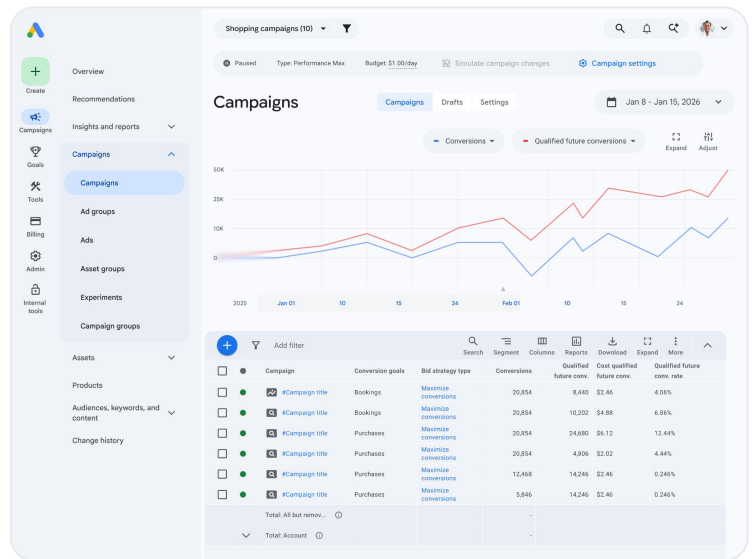 Shopping campaigns (10)
Paused Type: Performance Max Budget: $1.00/day Simulate campaign changes Campaign settings
Create
Campaigns
Goals
Tools
Billing
Admin
Internal tools
Overview
Recommendations
Insights and reports
Campaigns
Campaigns
Ad groups
Ads
Asset groups
Experiments
Campaign groups
Assets
Products
Audiences, keywords, and content
Change history
Campaigns
Campaigns Drafts Settings
Jan 8 - Jan 15, 2026
Conversions Qualified future conversions
Expand Adjust
50K
25K
10K
0
2025 Jan 01 10 15 24 Feb 01 10 15 24
Add filter
Search Segment Columns Reports Download Expand More
Campaign Conversion goals Bid strategy type Conversions Qualified future conv. Cost qualified future conv. Qualified future conv. rate
#Campaign title Bookings Maximize conversions 20,854 8,440 $2.46 4.06%
#Campaign title Bookings Maximize conversions 20,854 10,202 $4.88 6.86%
#Campaign title Purchases Maximize conversions 20,854 24,680 $6.12 12.44%
#Campaign title Purchases Maximize conversions 20,854 4,806 $2.02 4.44%
#Campaign title Purchases Maximize conversions 12,468 14,246 $2.46 0.246%
#Campaign title Purchases Maximize conversions 5,846 14,246 $2.46 0.246%
Total: All but remov... -
Total: Account -